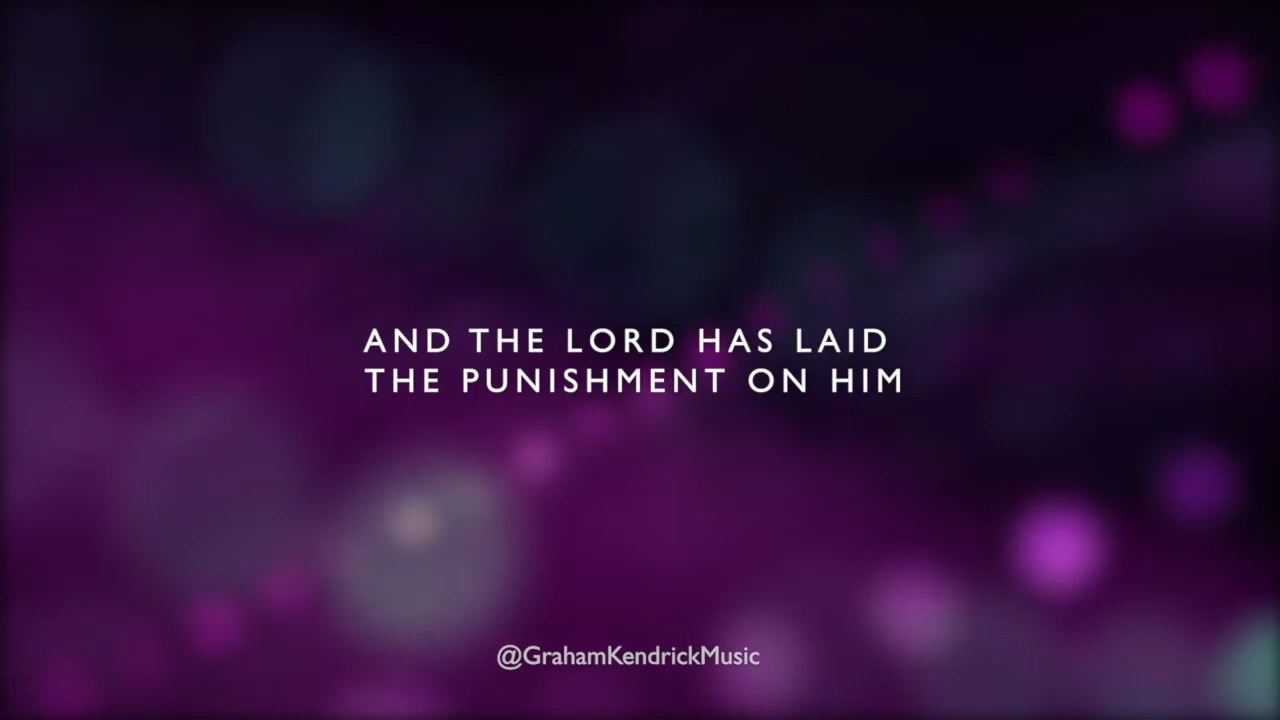 AND THE LORD HAS LAID
THE PUNISHMENT ON HIM
@GrahamKendrickMusic